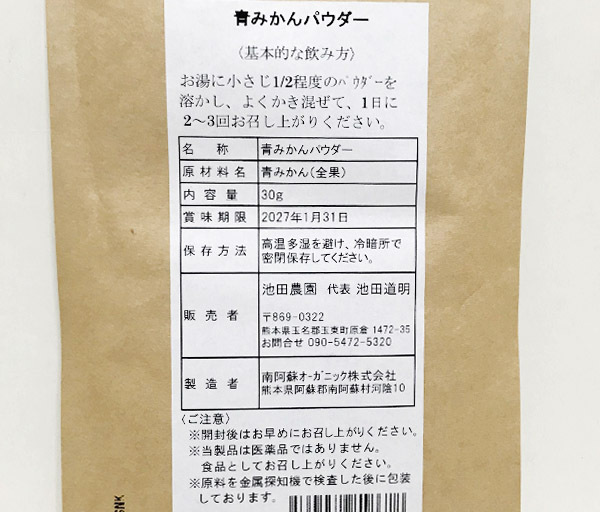 青みかんパウダー
〈基本的な飲み方〉
お湯に小さじ1/2程度のパウダーを
溶かし、よくかき混ぜて、1日に
2～3回お召し上がりください。
名称 青みかんパウダー
原材料名 青みかん(全果)
内容量 30g
賞味期限 2027年1月31日
保存方法 高温多湿を避け、冷暗所で
密閉保存してください。
販売者 池田農園 代表 池田道明
〒869-0322
熊本県玉名郡玉東町原倉 1472-35
お問合せ 090-5472-5320
製造者 南阿蘇オーガニック株式会社
熊本県阿蘇郡南阿蘇村河陰10
〈ご注意〉
※開封後はお早めにお召し上がりください。
※当製品は医薬品ではありません。
食品としてお召し上がりください。
※原料を金属探知機で検査した後に包装
しております。